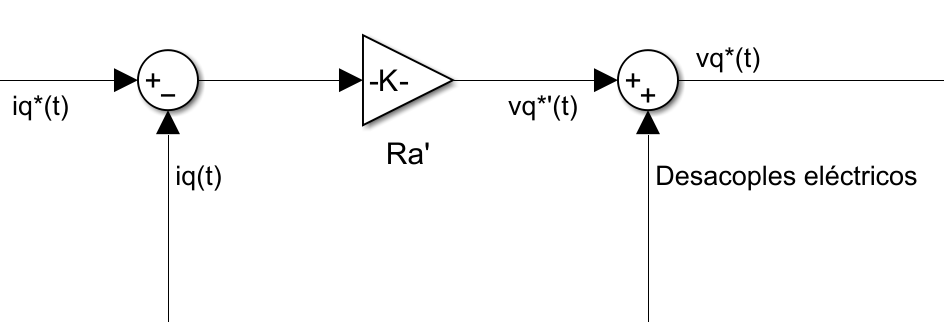 vq*(t)
+
−
-K-
+
+
iq*(t)
vq*'(t)
Ra'
iq(t)
Desacoples eléctricos